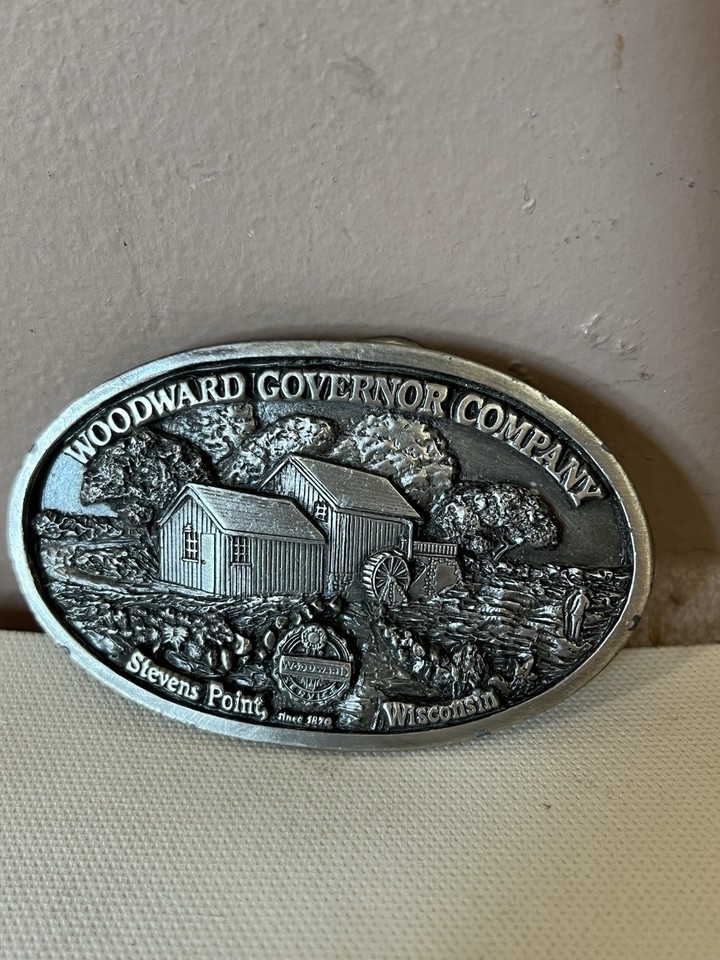 WOODWARD GOVERNOR COMPANY
WOODWARD
Stevens Point,
since 1870
Wisconsin